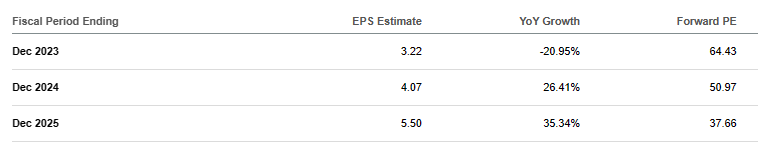 Fiscal Period Ending EPS Estimate YoY Growth Forward PE
Dec 2023 3.22 -20.95% 64.43
Dec 2024 4.07 26.41% 50.97
Dec 2025 5.50 35.34% 37.66